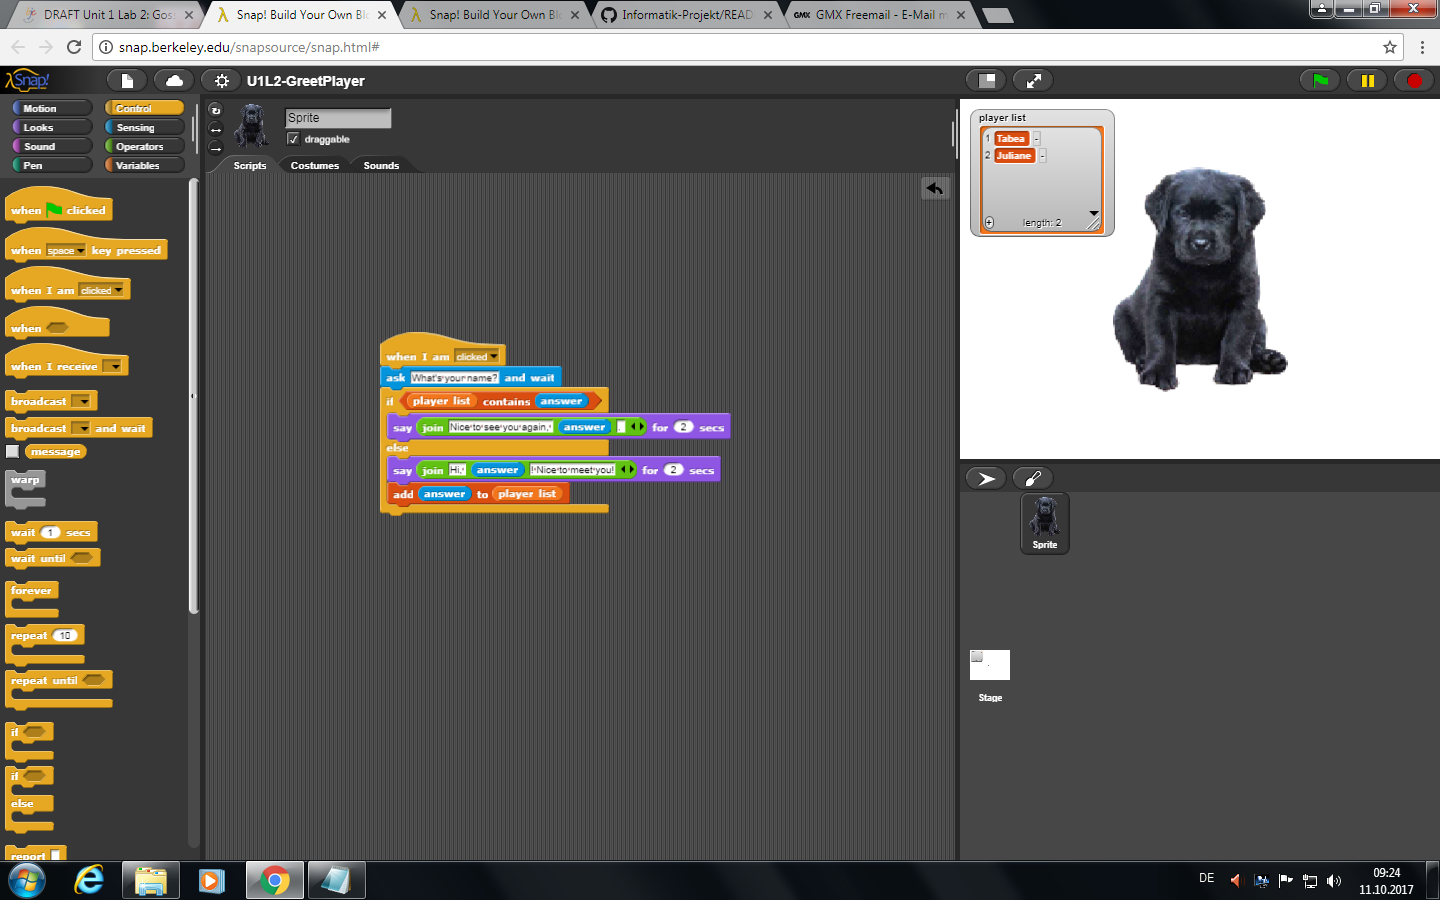 DRAFT Unit 1 Lab 2: Goss
Snap! Build Your Own Blo
Snap! Build Your Own Blo
Informatik-Projekt/READ
GMX GMX Freemail - E-Mail m
snap.berkeley.edu/snapsource/snap.html#
Snap!
U1L2-GreetPlayer
Motion Control
Looks Sensing
Sound Operators
Pen Variables
Sprite
draggable
Scripts Costumes Sounds
when clicked
when space key pressed
when I am clicked
when
when I receive
broadcast
broadcast and wait
message
warp
wait 1 secs
wait until
forever
repeat 10
repeat until
if
if
else
report
when I am clicked
ask What's your name? and wait
if player list contains answer
say join Nice to see you again, answer . for 2 secs
else
say join Hi, answer ! Nice to meet you! for 2 secs
add answer to player list
player list
1 Tabea -
2 Juliane -
+ length: 2
Sprite
Stage
DE
09:24
11.10.2017